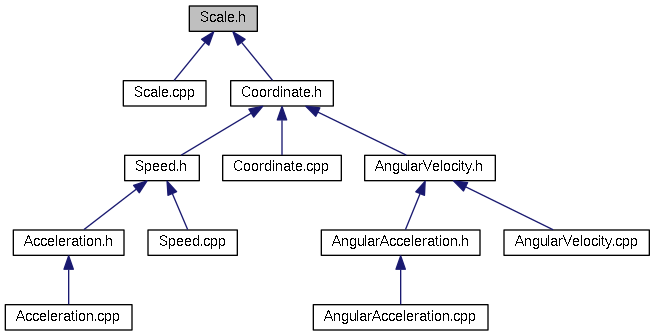 Scale.h
Scale.cpp
Coordinate.h
Speed.h
Coordinate.cpp
AngularVelocity.h
Acceleration.h
Speed.cpp
AngularAcceleration.h
AngularVelocity.cpp
Acceleration.cpp
AngularAcceleration.cpp